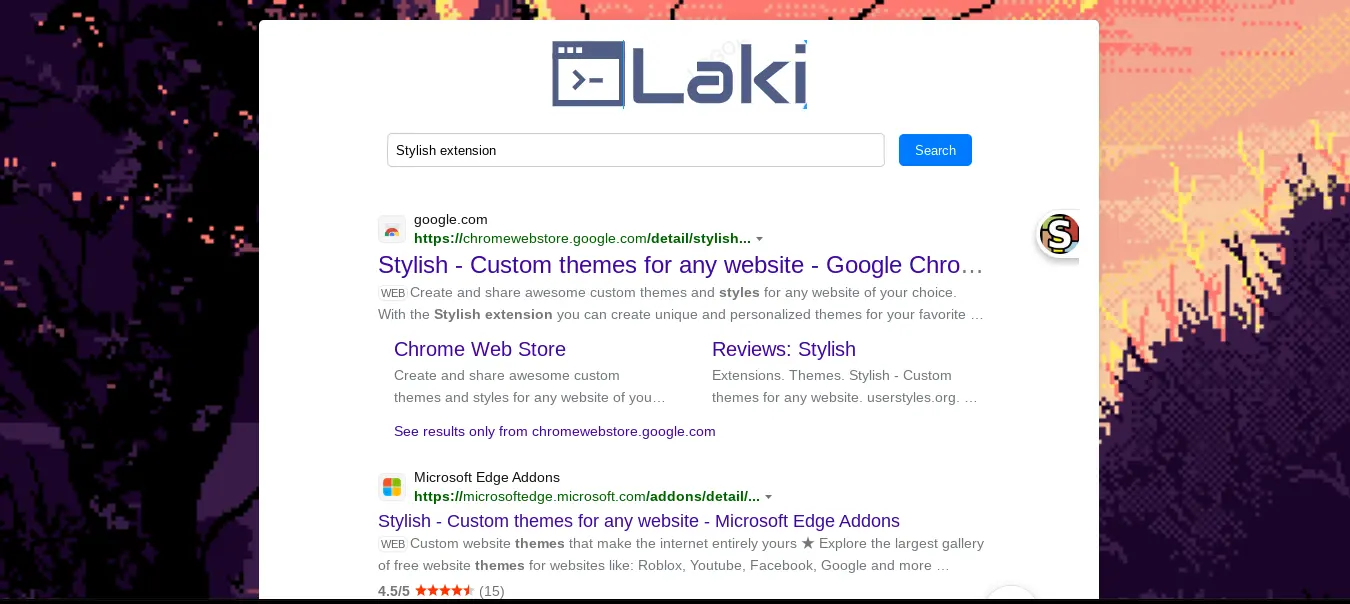 Laki
Stylish extension
Search
google.com
https://chromewebstore.google.com/detail/stylish...
Stylish - Custom themes for any website - Google Chro...
WEB Create and share awesome custom themes and styles for any website of your choice.
With the Stylish extension you can create unique and personalized themes for your favorite ...
Chrome Web Store
Create and share awesome custom
themes and styles for any website of you...
Reviews: Stylish
Extensions. Themes. Stylish - Custom
themes for any website. userstyles.org. ...
See results only from chromewebstore.google.com
S
Microsoft Edge Addons
https://microsoftedge.microsoft.com/addons/detail/...
Stylish - Custom themes for any website - Microsoft Edge Addons
WEB Custom website themes that make the internet entirely yours ★ Explore the largest gallery
of free website themes for websites like: Roblox, Youtube, Facebook, Google and more ...
4.5/5 (15)